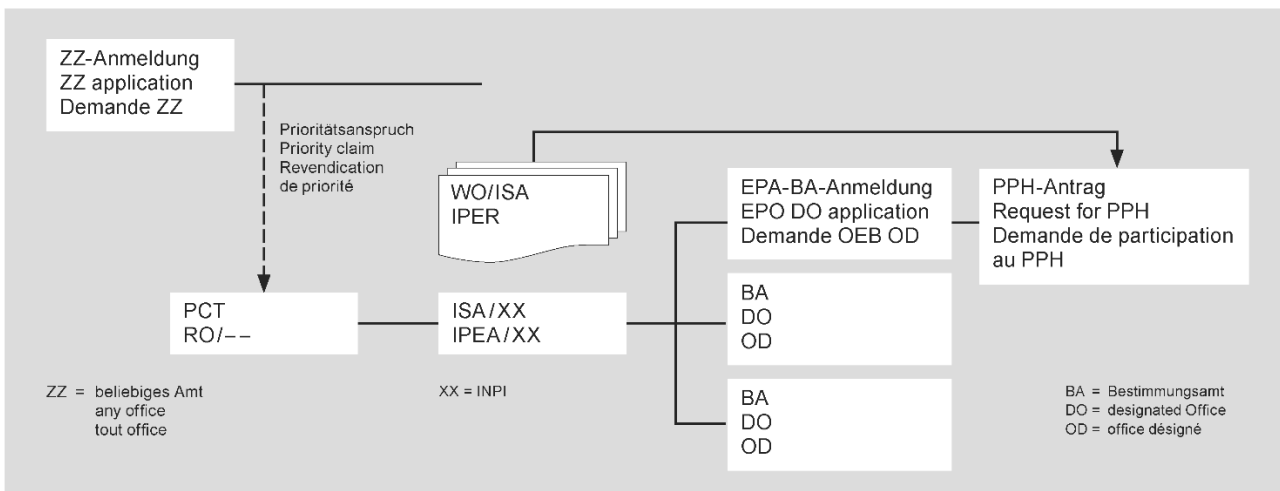 ZZ-Anmeldung
ZZ application
Demande ZZ
Prioritätsanspruch
Priority claim
Revendication
de priorité
WO/ISA
IPER
EPA-BA-Anmeldung
EPO DO application
Demande OEB OD
PPH-Antrag
Request for PPH
Demande de participation
au PPH
PCT
RO/--
ISA/XX
IPEA/XX
BA
DO
OD
BA
DO
OD
ZZ = beliebiges Amt
any office
tout office
XX = INPI
BA = Bestimmungsamt
DO = designated Office
OD = office désigné